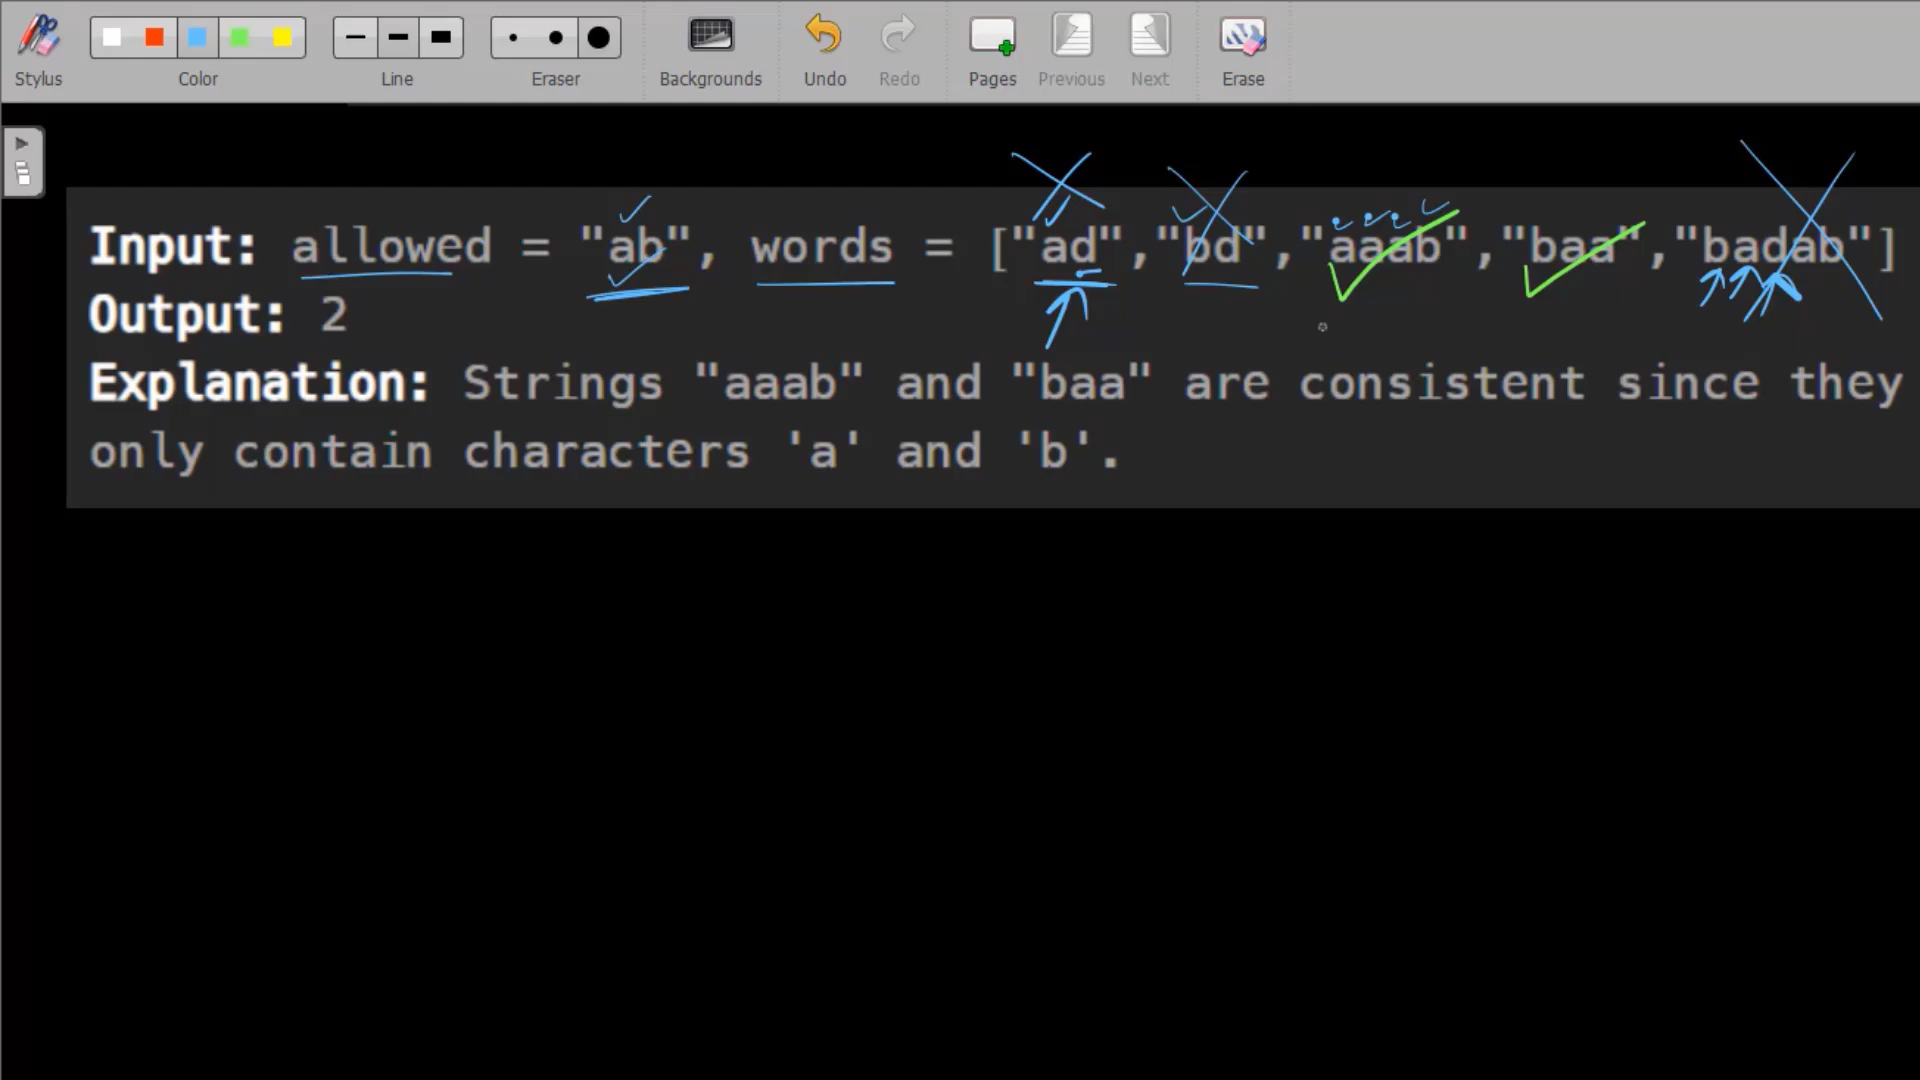 Stylus Color Line Eraser Backgrounds Undo Redo Pages Previous Next Erase
Input: allowed = "ab", words = ["ad","bd","aaab","baa","badab"]
Output: 2
Explanation: Strings "aaab" and "baa" are consistent since they
only contain characters 'a' and 'b'.